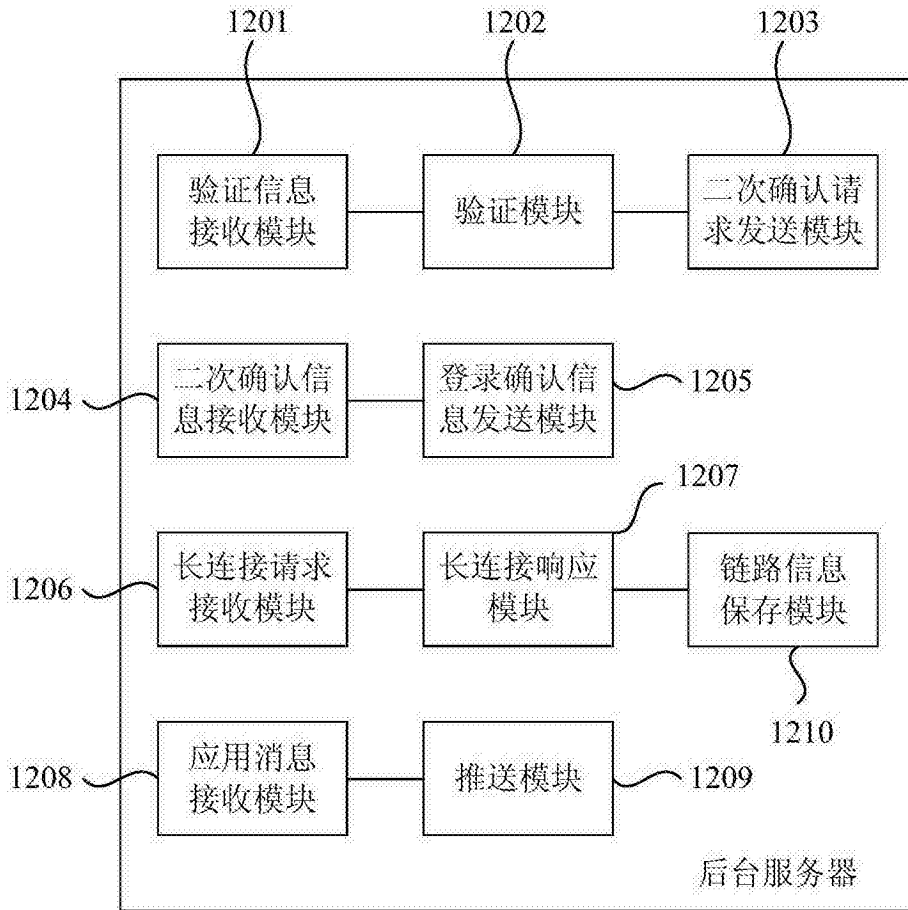 1201
1202
1203
验证信息
接收模块
验证模块
二次确认请
求发送模块
1204
二次确认信
息接收模块
登录确认信
息发送模块
1205
1207
1206
长连接请求
接收模块
长连接响应
模块
链路信息
保存模块
1210
1208
应用消息
接收模块
推送模块
1209
后台服务器